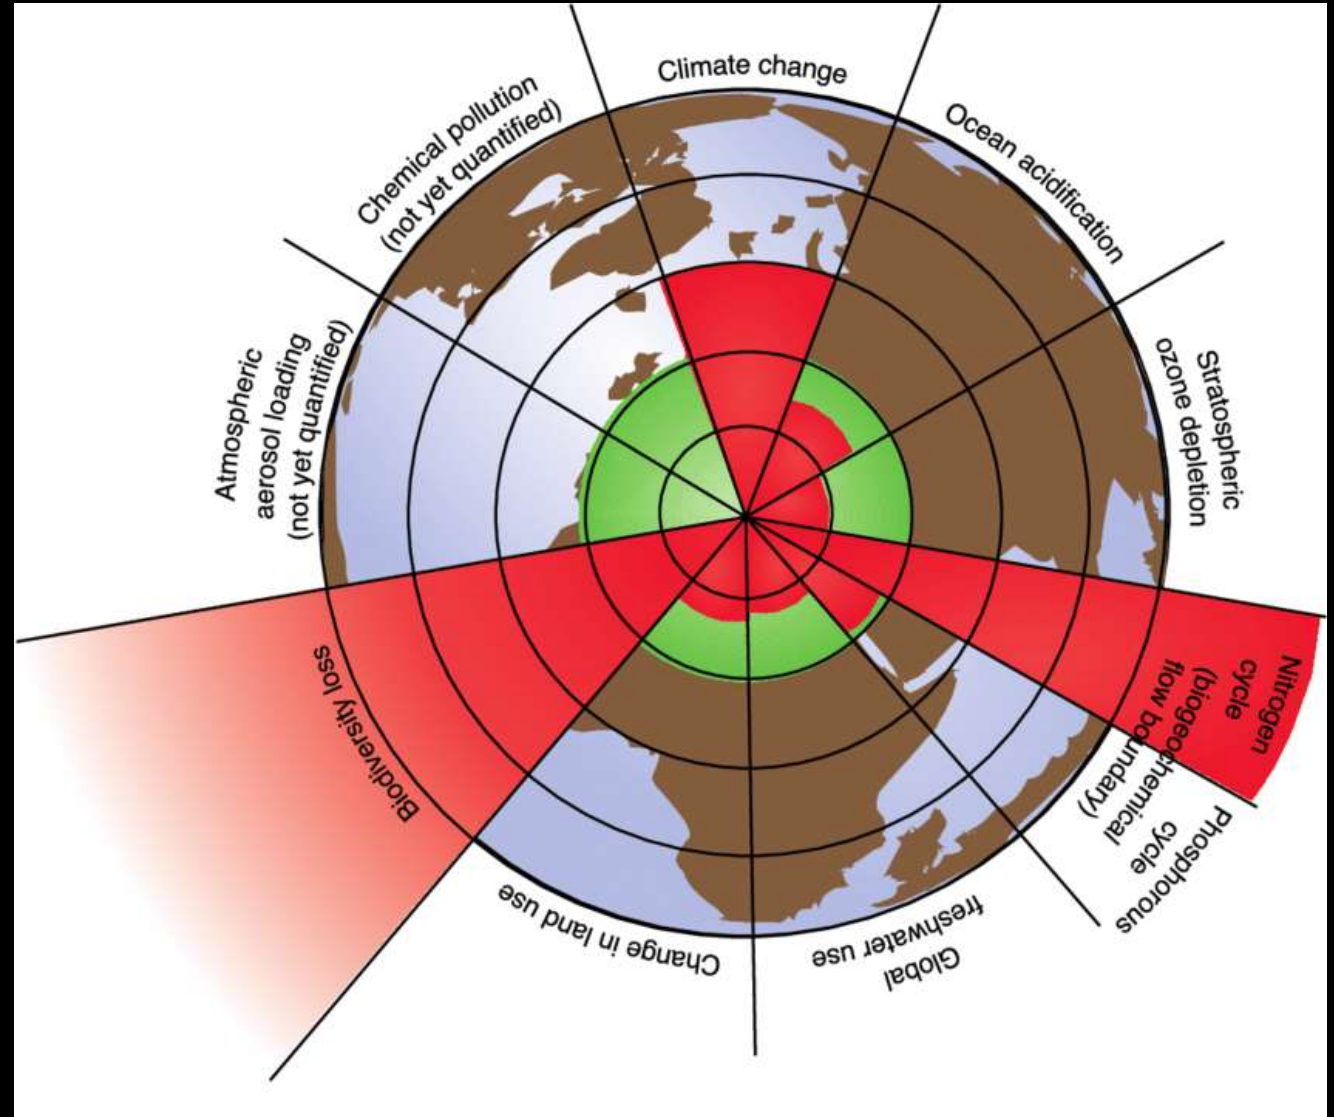 Climate change
Ocean acidification
Stratospheric
ozone depletion
Nitrogen
cycle
(biogeochemical
flow boundary)
Phosphorous
cycle
Global
freshwater use
Change in land use
Biodiversity loss
Atmospheric
aerosol loading
(not yet quantified)
Chemical pollution
(not yet quantified)